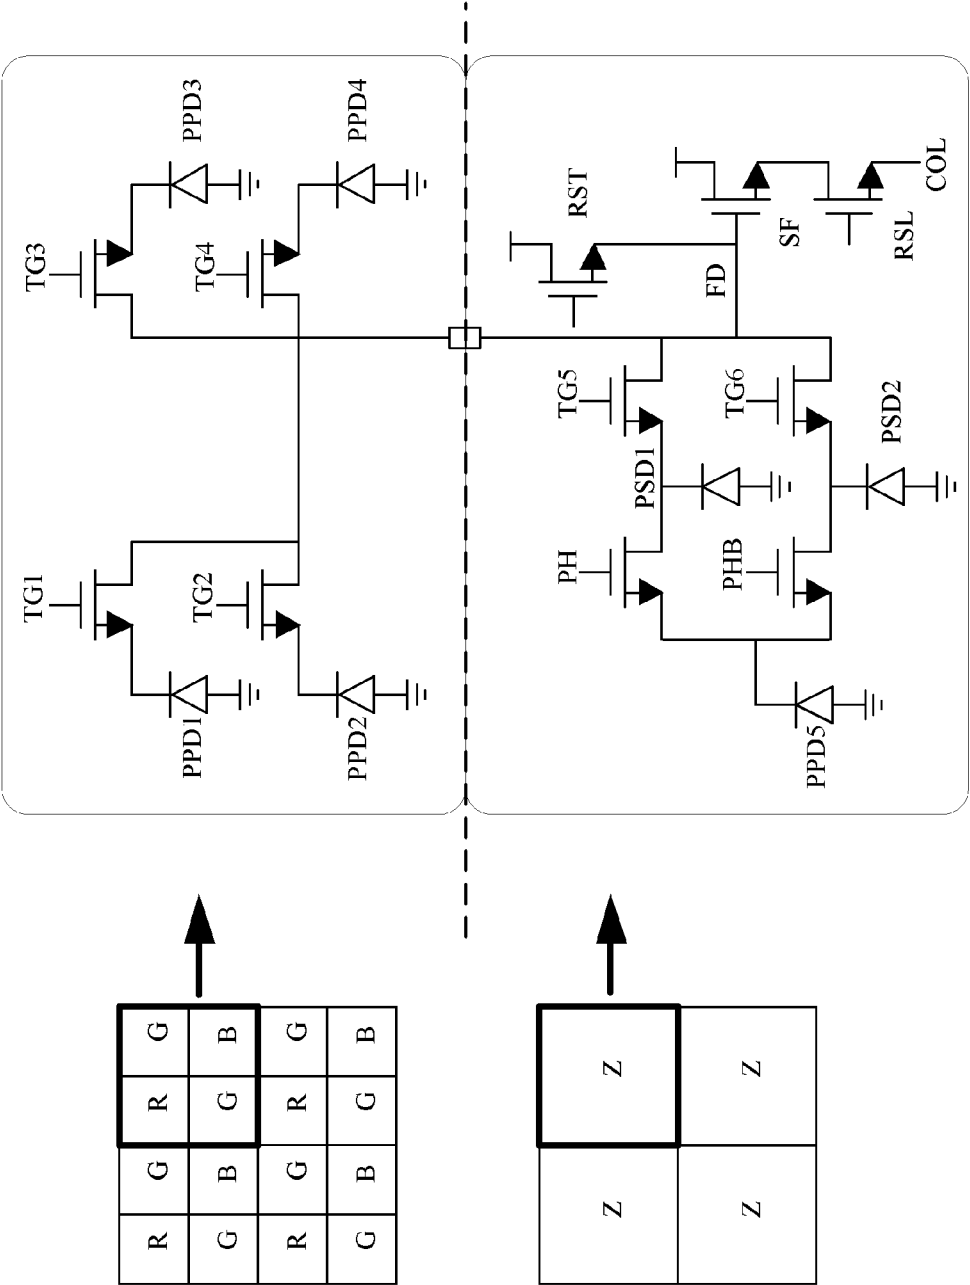 R G R G
G B G B
R G R G
G B G B
TG1
TG3
PPD1
PPD3
TG2
TG4
PPD2
PPD4
Z Z
Z Z
PH
TG5
RST
PSD1
FD
PHB
TG6
SF
PPD5
PSD2
RSL
COL